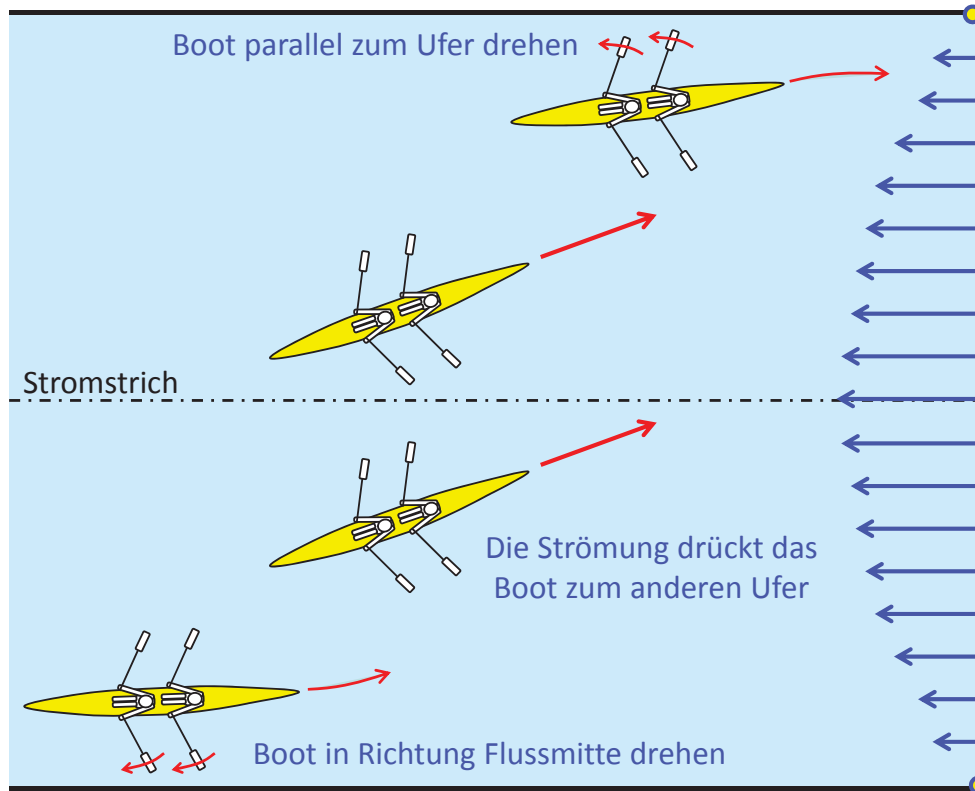 Boot parallel zum Ufer drehen
Stromstrich
Die Strömung drückt das
Boot zum anderen Ufer
Boot in Richtung Flussmitte drehen